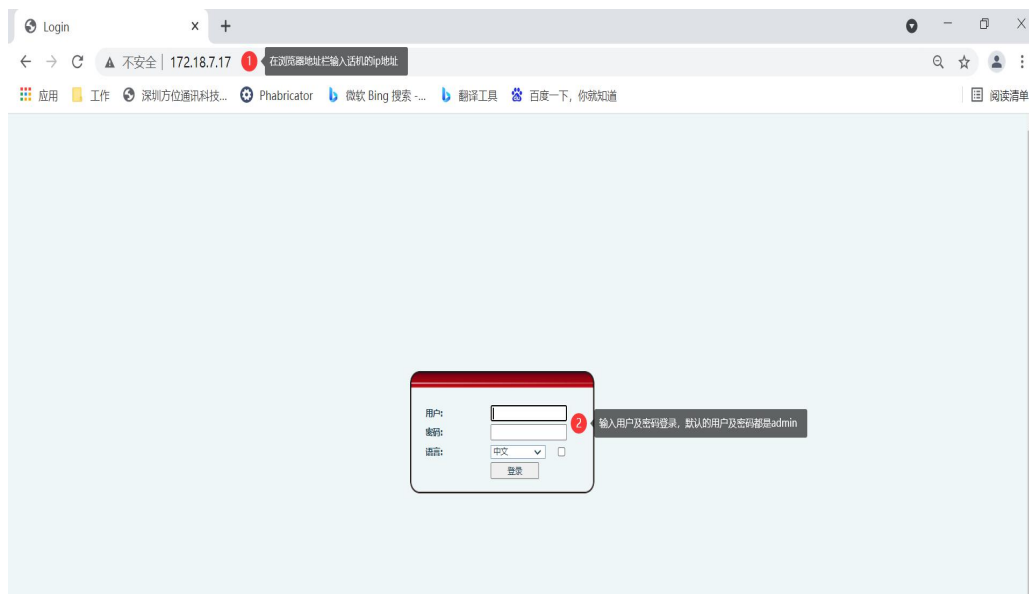 Login
不安全 172.18.7.17 1 在浏览器地址栏输入话机的ip地址
应用 工作 深圳方位通讯科技... Phabricator 微软 Bing 搜索 -... 翻译工具 百度一下，你就知道 阅读清单
用户:
2 输入用户及密码登录，默认的用户及密码都是admin
密码:
语言: 中文
登录